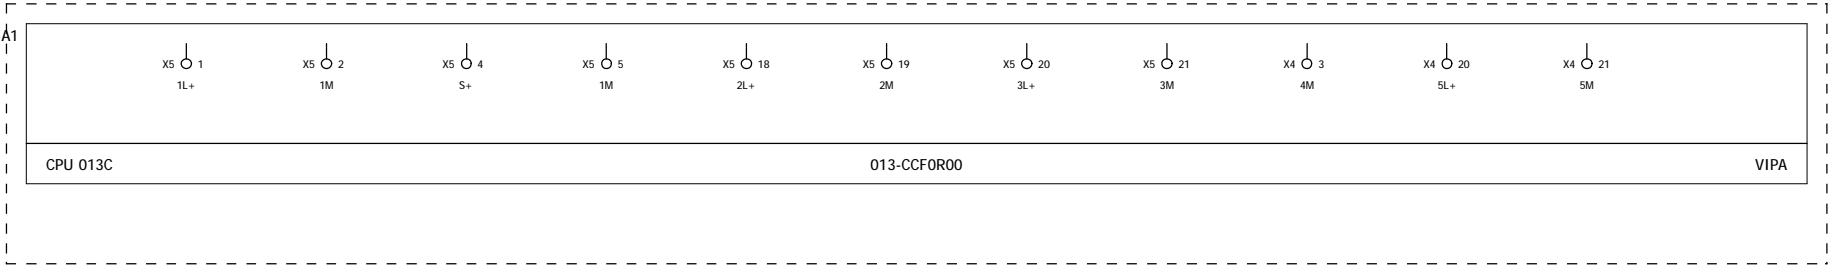 A1
X5 1 X5 2 X5 4 X5 5 X5 18 X5 19 X5 20 X5 21 X4 3 X4 20 X4 21
1L+ 1M S+ 1M 2L+ 2M 3L+ 3M 4M 5L+ 5M
CPU 013C 013-CCF0R00 VIPA